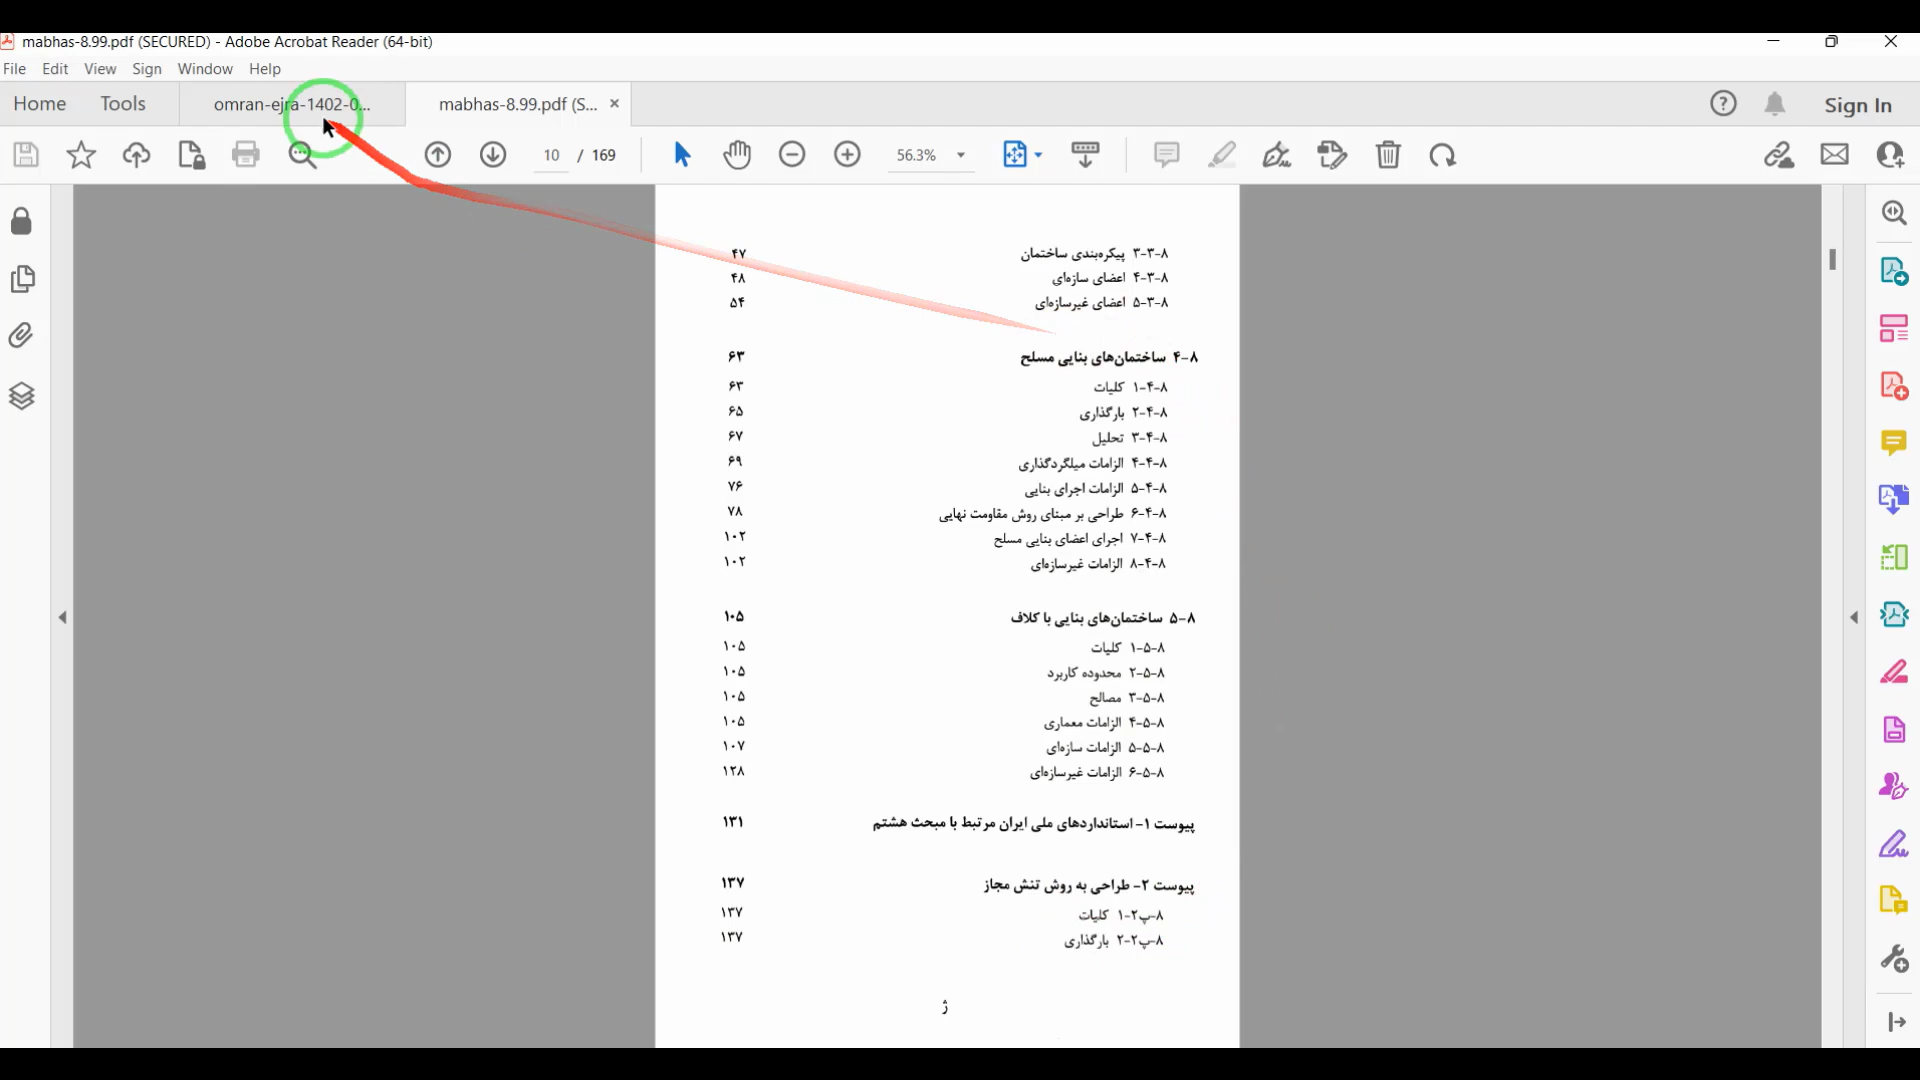 mabhas-8.99.pdf (SECURED) - Adobe Acrobat Reader (64-bit)
File Edit View Sign Window Help
Home Tools omran-ejra-1402-0... mabhas-8.99.pdf (S... × Sign In
10 / 169 56.3%
۸-۳-۳ پیکره‌بندی ساختمان ۴۷
۸-۳-۴ اعضای سازه‌ای ۴۸
۸-۳-۵ اعضای غیرسازه‌ای ۵۴
۸-۴ ساختمان‌های بنایی مسلح ۶۳
۸-۴-۱ کلیات ۶۳
۸-۴-۲ بارگذاری ۶۵
۸-۴-۳ تحلیل ۶۷
۸-۴-۴ الزامات میلگردگذاری ۶۹
۸-۴-۵ الزامات اجرای بنایی ۷۶
۸-۴-۶ طراحی بر مبنای روش مقاومت نهایی ۷۸
۸-۴-۷ اجرای اعضای بنایی مسلح ۱۰۲
۸-۴-۸ الزامات غیرسازه‌ای ۱۰۲
۸-۵ ساختمان‌های بنایی با کلاف ۱۰۵
۸-۵-۱ کلیات ۱۰۵
۸-۵-۲ محدوده کاربرد ۱۰۵
۸-۵-۳ مصالح ۱۰۵
۸-۵-۴ الزامات معماری ۱۰۵
۸-۵-۵ الزامات سازه‌ای ۱۰۷
۸-۵-۶ الزامات غیرسازه‌ای ۱۲۸
پیوست ۱- استانداردهای ملی ایران مرتبط با مبحث هشتم ۱۳۱
پیوست ۲- طراحی به روش تنش مجاز ۱۳۷
۸-پ۲-۱ کلیات ۱۳۷
۸-پ۲-۲ بارگذاری ۱۳۷
ژ